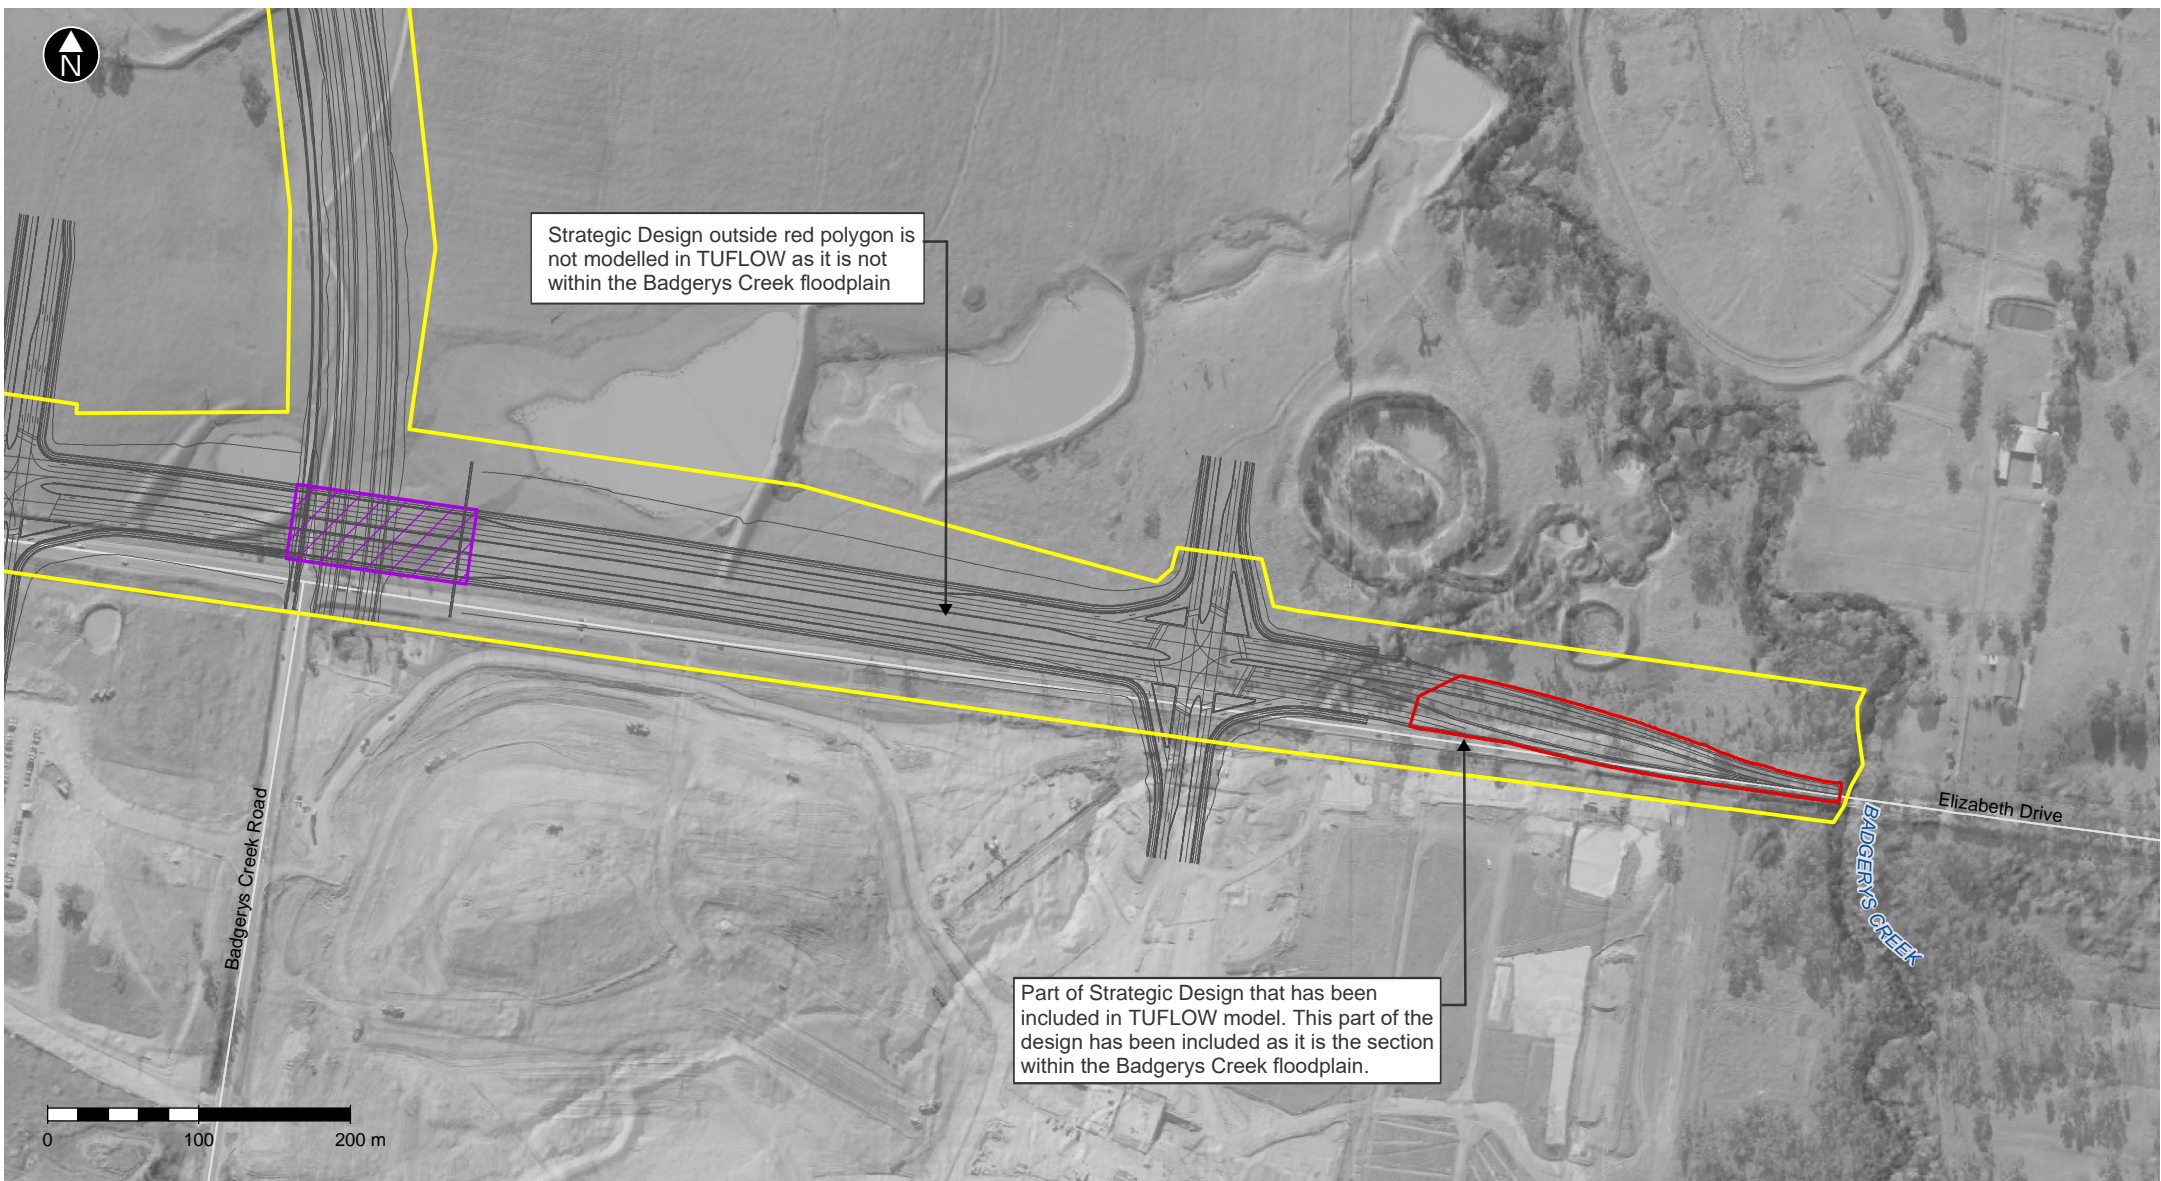 N
Strategic Design outside red polygon is
not modelled in TUFLOW as it is not
within the Badgerys Creek floodplain
Elizabeth Drive
BADGERYS CREEK
Badgerys Creek Road
Part of Strategic Design that has been
included in TUFLOW model. This part of the
design has been included as it is the section
within the Badgerys Creek floodplain.
0 100 200 m